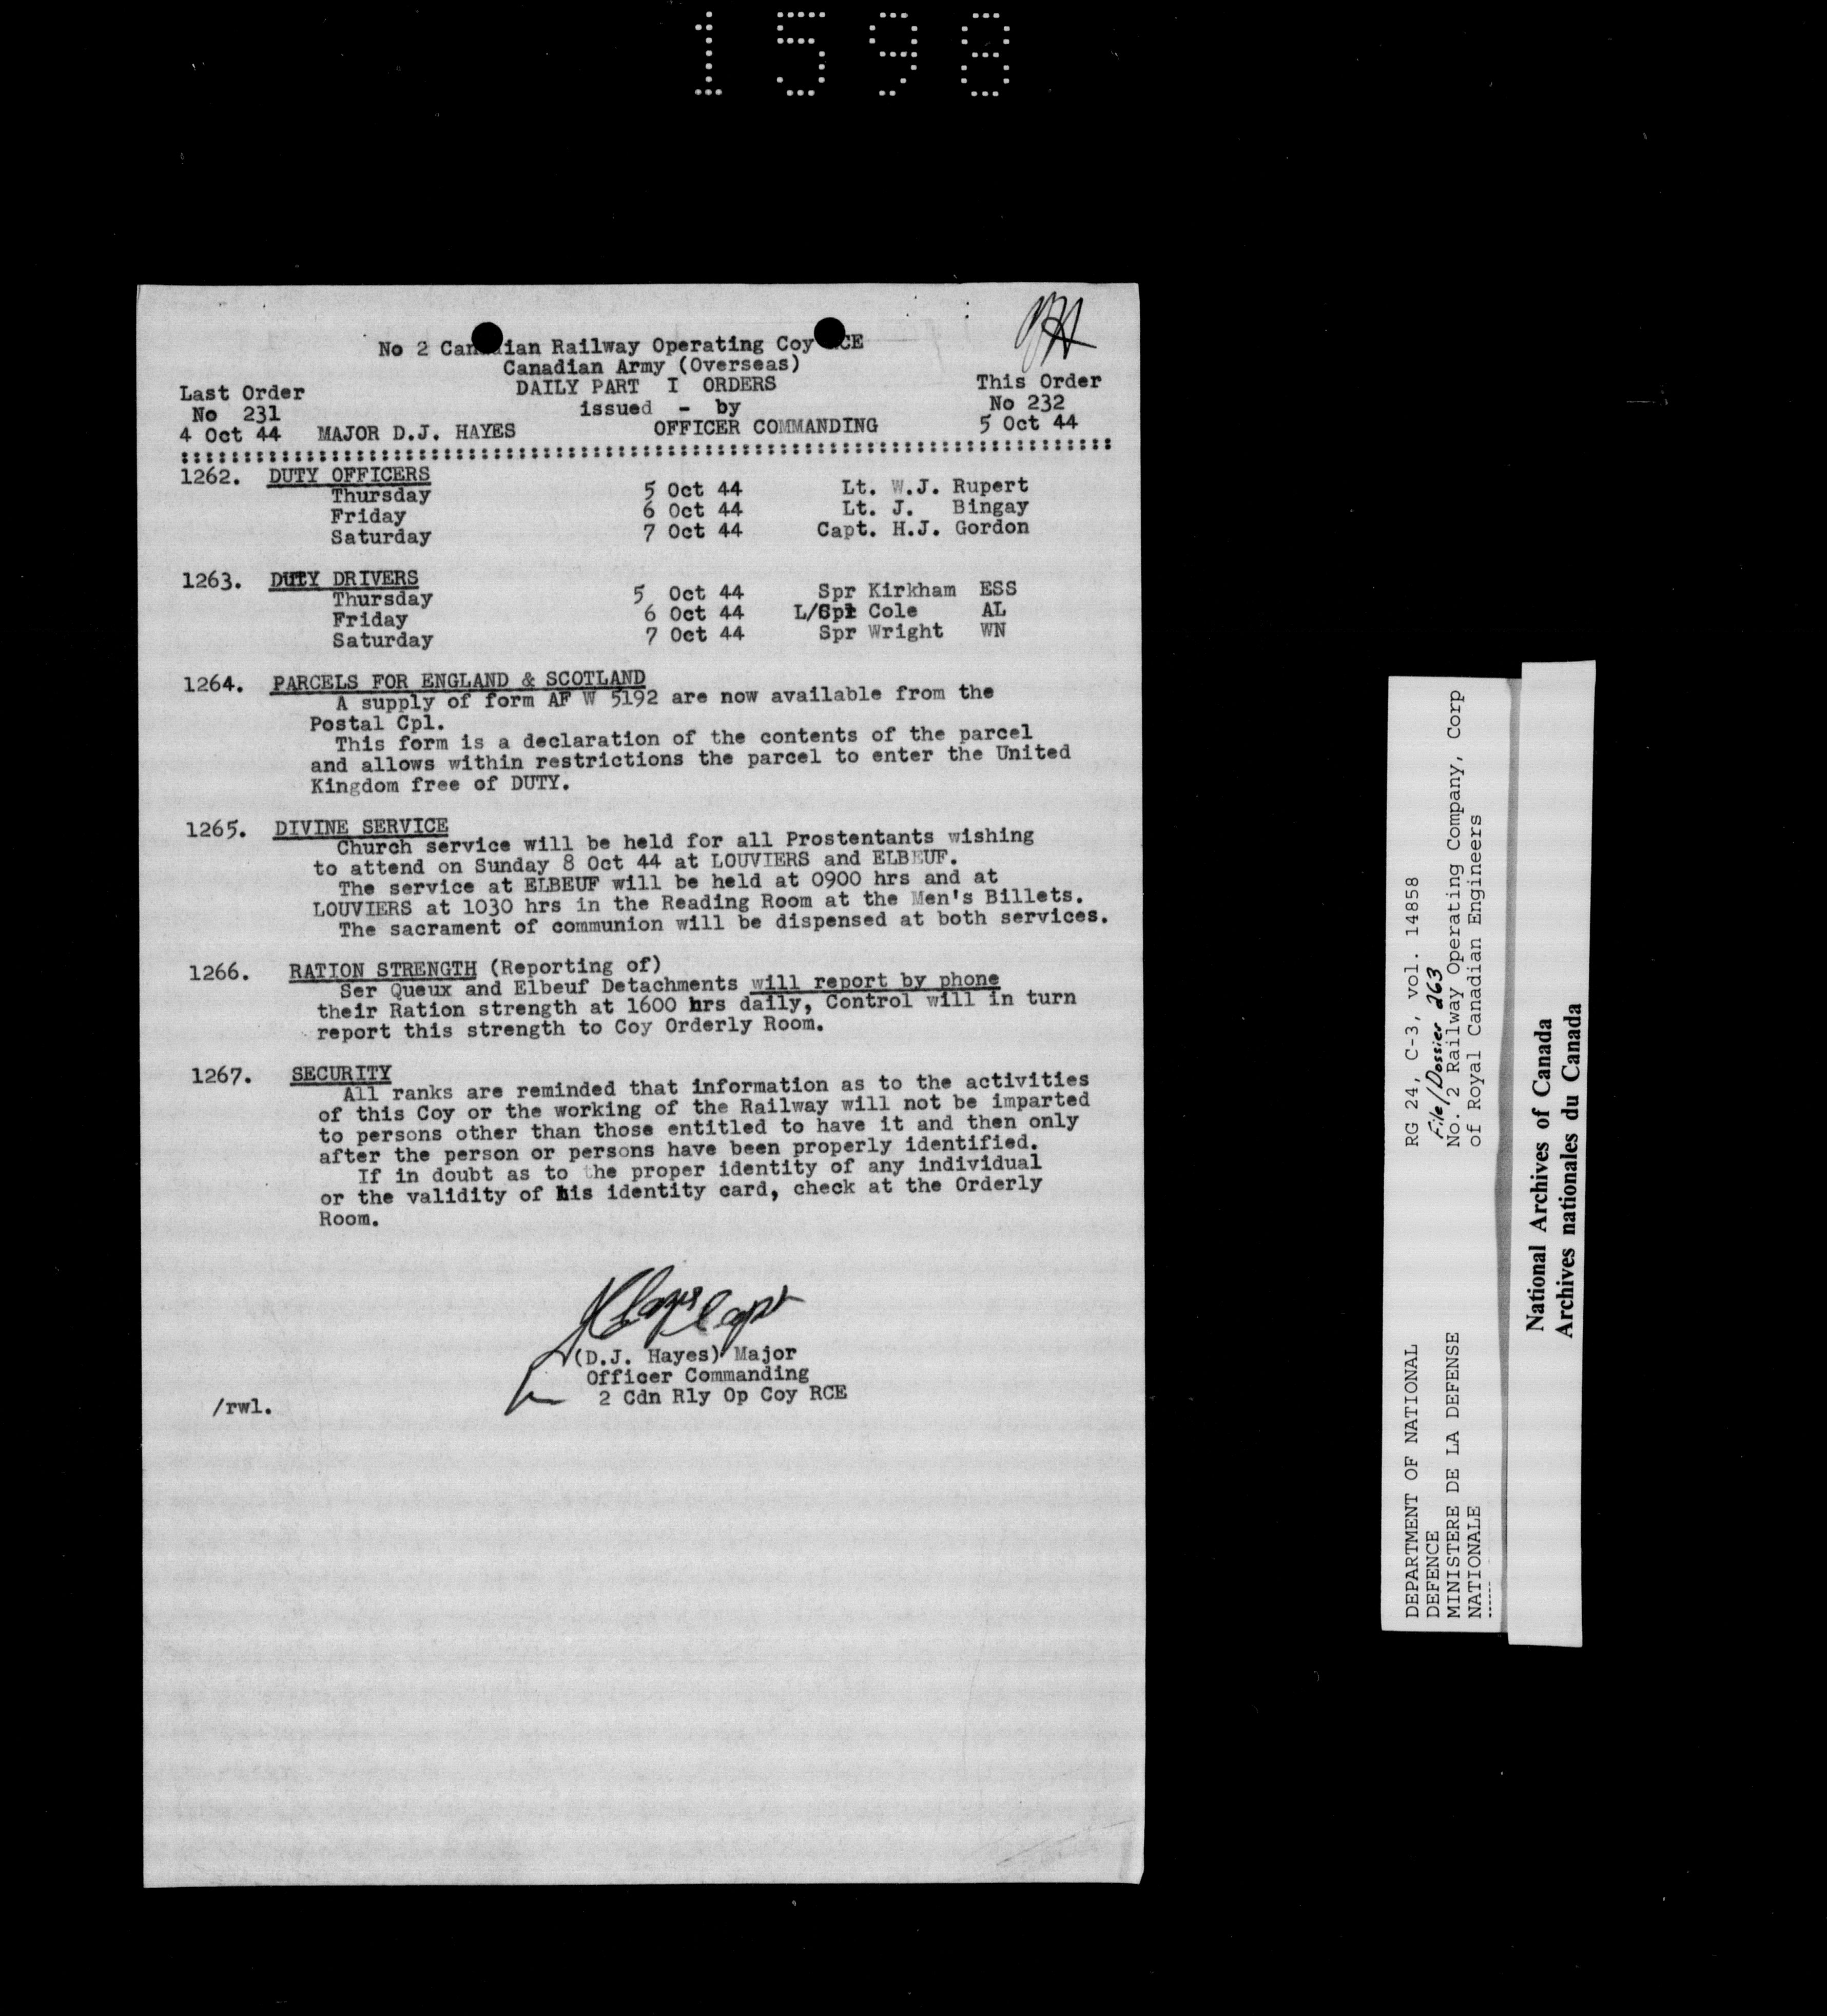 1598
No 2 Can ian Railway Operating Coy CE
Canadian Army (Overseas)
DAILY PART I ORDERS
issued - by
Last Order
No 231
4 Oct 44 MAJOR D.J. HAYES OFFICER COMMANDING
This Order
No 232
5 Oct 44
1262. DUTY OFFICERS
Thursday 5 Oct 44 Lt. W.J. Rupert
Friday 6 Oct 44 Lt. J. Bingay
Saturday 7 Oct 44 Capt. H.J. Gordon
1263. DUTY DRIVERS
Thursday 5 Oct 44 Spr Kirkham ESS
Friday 6 Oct 44 Cole AL
Saturday 7 Oct 44 Spr Wright WN
1264. PARCELS FOR ENGLAND & SCOTLAND
A supply of form AF W 5192 are now available from the
Postal Cpl.
This form is a declaration of the contents of the parcel
and allows within restrictions the parcel to enter the United
Kingdom free of DUTY.
1265. DIVINE SERVICE
Church service will be held for all Prostentants wishing
to attend on Sunday 8 Oct 44 at LOUVIERS and ELBEUF.
The service at ELBEUF will be held at 0900 hrs and at
LOUVIERS at 1030 hrs in the Reading Room at the Men's Billets.
The sacrament of communion will be dispensed at both services.
1266. RATION STRENGTH (Reporting of)
Ser Queux and Elbeuf Detachments will report by phone
their Ration strength at 1600 hrs daily, Control will in turn
report this strength to Coy Orderly Room.
1267. SECURITY
All ranks are reminded that information as to the activities
of this Coy or the working of the Railway will not be imparted
to persons other than those entitled to have it and then only
after the person or persons have been properly identified.
If in doubt as to the proper identity of any individual
or the validity of his identity card, check at the Orderly
Room.
(D.J. Hayes) Major
Officer Commanding
2 Cdn Rly Op Coy RCE
/rwl.
DEPARTMENT OF NATIONAL
DEFENCE
MINISTERE DE LA DEFENSE
NATIONALE
RG 24, C-3, vol. 14858
File/Dossier 263
No. 2 Railway Operating Company, Corp
of Royal Canadian Engineers
National Archives of Canada
Archives nationales du Canada